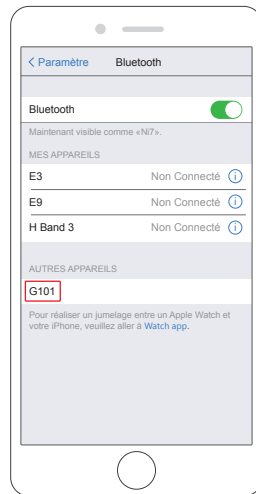 < Paramètre Bluetooth
Bluetooth
Maintenant visible comme «Ni7».
MES APPAREILS
E3 Non Connecté
E9 Non Connecté
H Band 3 Non Connecté
AUTRES APPAREILS
G101
Pour réaliser un jumelage entre un Apple Watch et
votre iPhone, veuillez aller à Watch app.